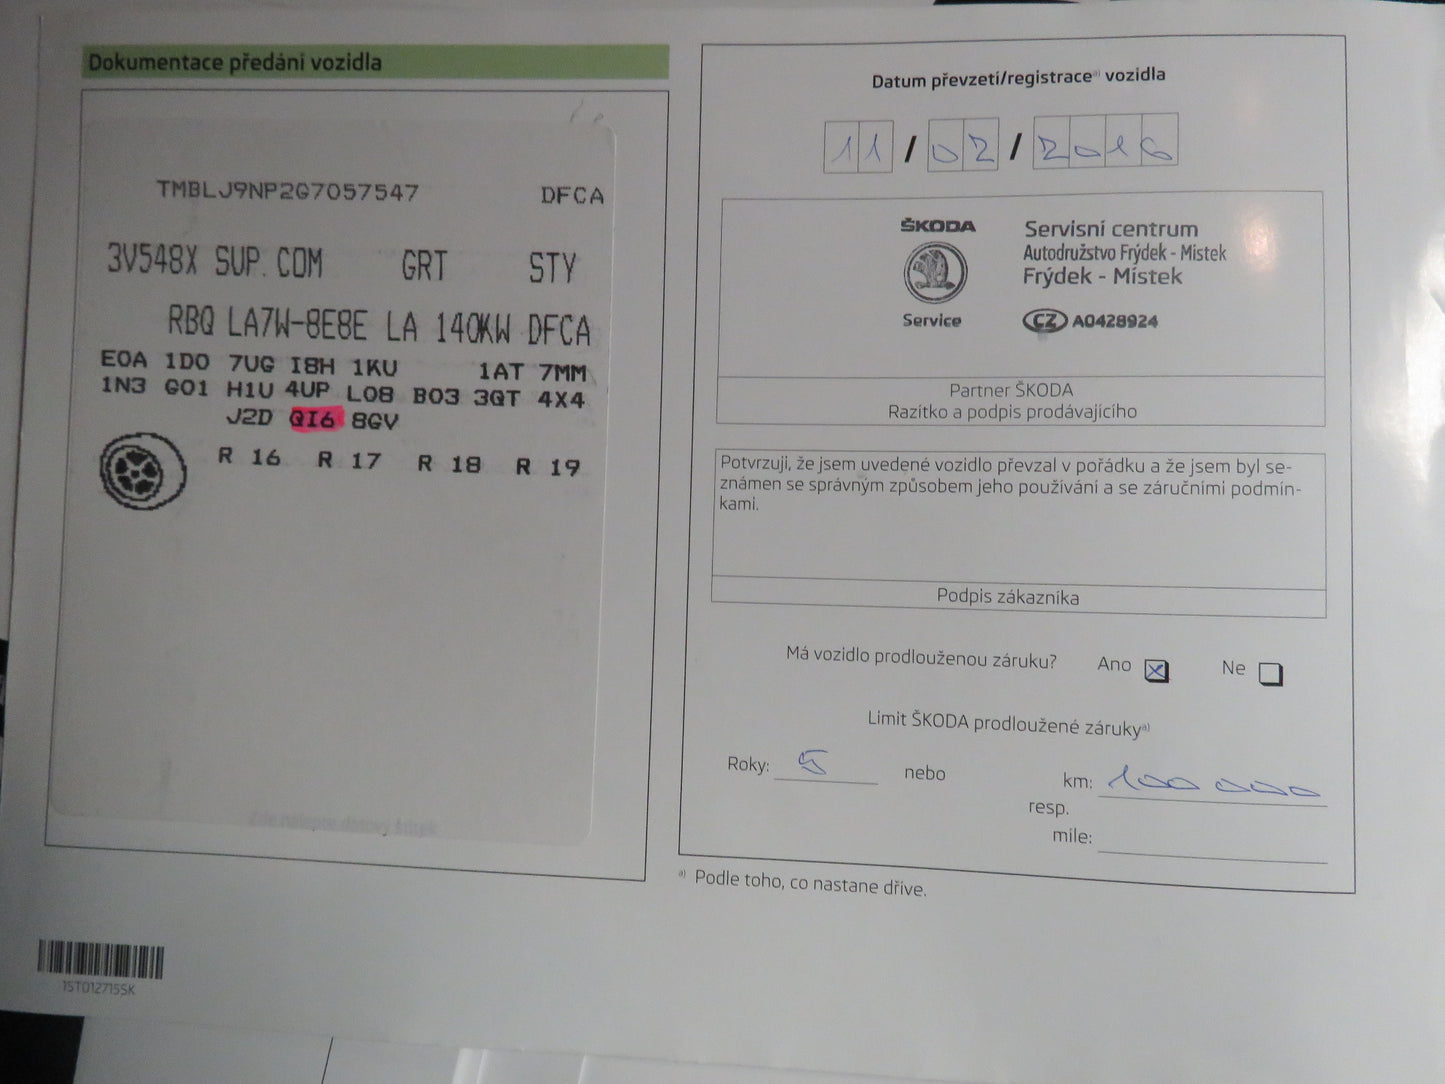 Dokumentace předání vozidla
TMBLJ9NP2G7057547 DFCA
3V548X SUP. COM GRT STY
RBQ LA7W-8E8E LA 140KW DFCA
E0A 1D0 7UG I8H 1KU 1AT 7MM
1N3 G01 H1U 4UP L08 B03 3QT 4X4
J2D QI6 8GV
R 16 R 17 R 18 R 19
Zde nalepte datový štítek
1ST012715SK
Datum převzetí/registrace a) vozidla
11 / 02 / 2016
ŠKODA
Service
Servisní centrum
Autodružstvo Frýdek - Místek
Frýdek - Místek
CZ A0428924
Partner ŠKODA
Razítko a podpis prodávajícího
Potvrzuji, že jsem uvedené vozidlo převzal v pořádku a že jsem byl se-
známen se správným způsobem jeho používání a se záručními podmín-
kami.
Podpis zákazníka
Má vozidlo prodlouženou záruku? Ano X Ne
Limit ŠKODA prodloužené záruky a)
Roky: 5 nebo km: 100 000
resp.
míle:
a) Podle toho, co nastane dříve.